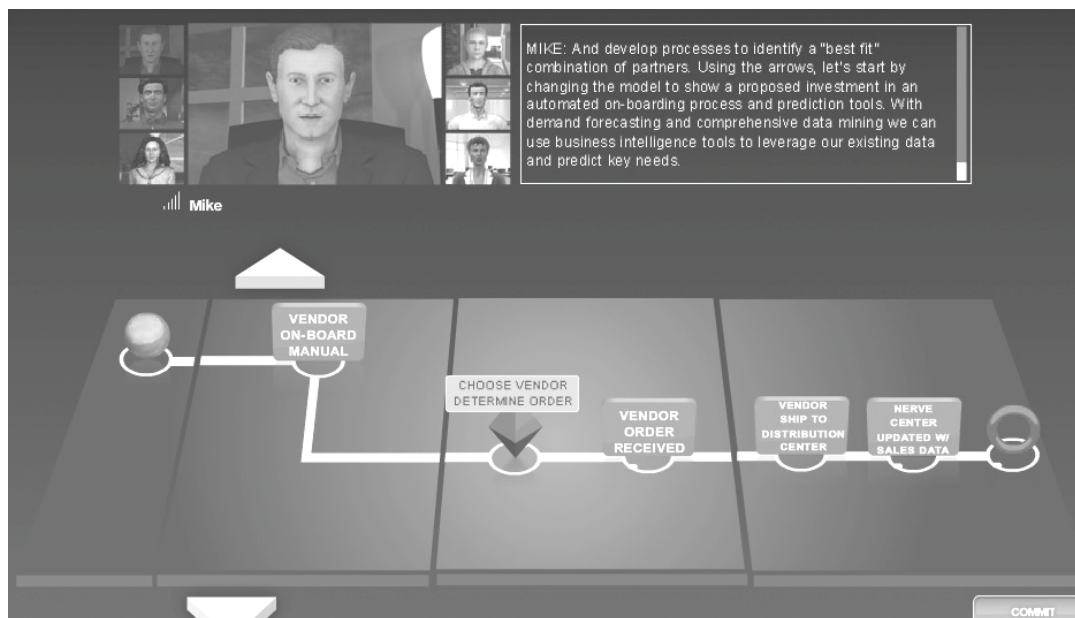 MIKE: And develop processes to identify a "best fit"
combination of partners. Using the arrows, let's start by
changing the model to show a proposed investment in an
automated on-boarding process and prediction tools. With
demand forecasting and comprehensive data mining we can
use business intelligence tools to leverage our existing data
and predict key needs.
Mike
VENDOR
ON-BOARD
MANUAL
CHOOSE VENDOR
DETERMINE ORDER
VENDOR
ORDER
RECEIVED
VENDOR
SHIP TO
DISTRIBUTION
CENTER
NERVE
CENTER
UPDATED W/
SALES DATA
COMMIT